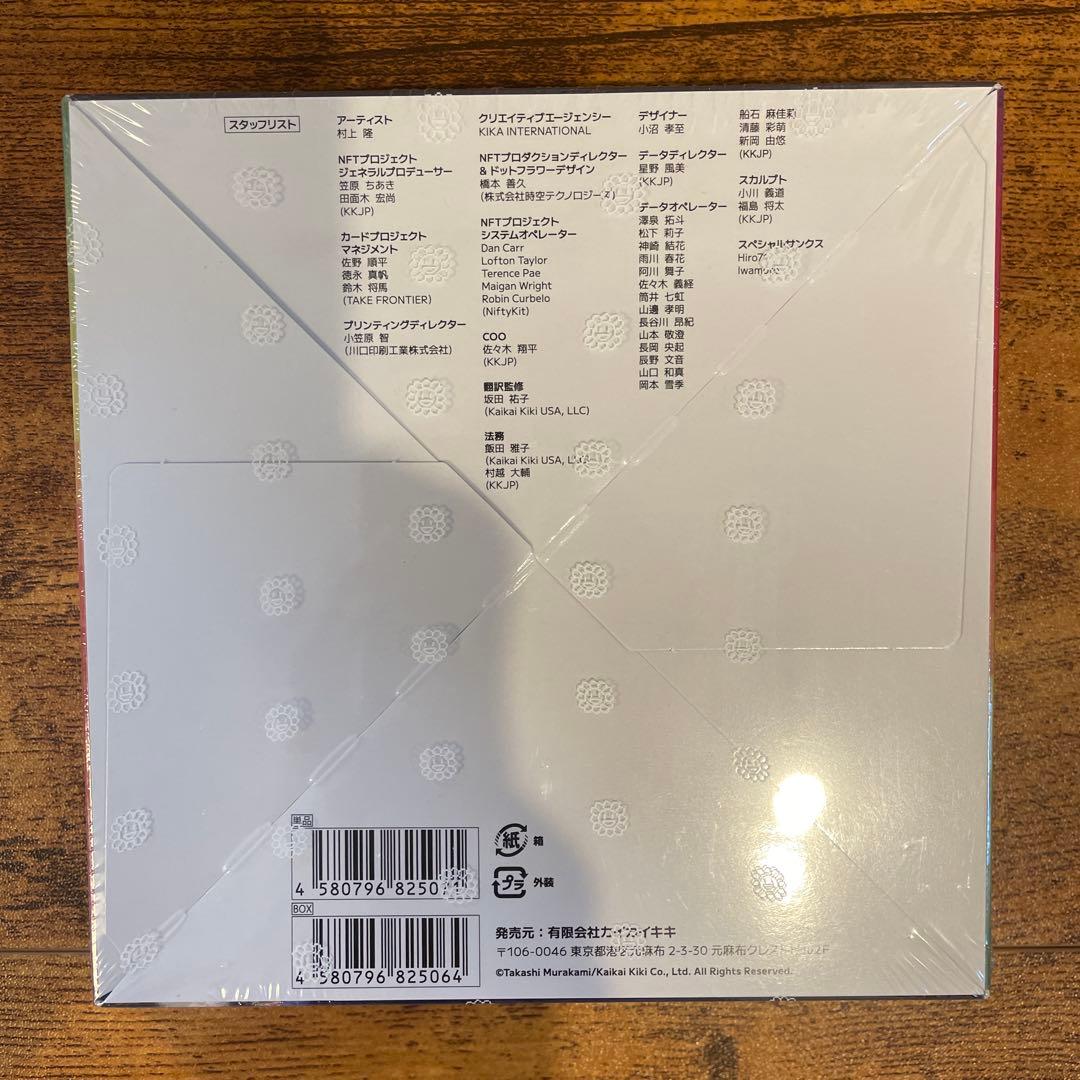 スタッフリスト
アーティスト
村上 隆
NFTプロジェクト
ジェネラルプロデューサー
笠原 ちあき
田面木 宏尚
(KKJP)
カードプロジェクト
マネジメント
佐野 順平
徳永 真帆
鈴木 将馬
(TAKE FRONTIER)
プリンティングディレクター
小笠原 智
(川口印刷工業株式会社)
クリエイティブエージェンシー
KIKA INTERNATIONAL
NFTプロダクションディレクター
& ドットフラワーデザイン
橋本 善久
(株式会社時空テクノロジーズ)
NFTプロジェクト
システムオペレーター
Dan Carr
Lofton Taylor
Terence Pae
Maigan Wright
Robin Curbelo
(NiftyKit)
COO
佐々木 翔平
(KKJP)
翻訳監修
坂田 祐子
(Kaikai Kiki USA, LLC)
法務
飯田 雅子
(Kaikai Kiki USA, LLC)
村越 大輔
(KKJP)
デザイナー
小沼 孝至
データディレクター
星野 風美
(KKJP)
データオペレーター
澤泉 拓斗
松下 莉子
神崎 結花
雨川 春花
阿川 舞子
佐々木 義経
筒井 七虹
山邉 孝明
長谷川 昂紀
山本 敬澄
長岡 央起
辰野 文音
山口 和真
岡本 雪季
船石 麻佳莉
清藤 彩萌
新岡 由悠
(KKJP)
スカルプト
小川 義道
福島 将太
(KKJP)
スペシャルサンクス
単品
4 580796 825071
BOX
4 580796 825064
紙 箱
プラ 外装
発売元：有限会社カイカイキキ
〒106-0046 東京都港区元麻布 2-3-30
©Takashi Murakami/Kaikai Kiki Co., Ltd. All Rights Reserved.